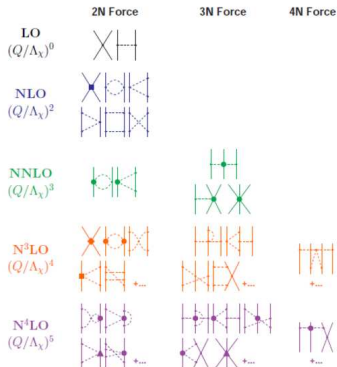 2N Force 3N Force 4N Force
LO
(Q/Λχ)⁰
NLO
(Q/Λχ)²
NNLO
(Q/Λχ)³
N³LO
(Q/Λχ)⁴
+... +... +...
N⁴LO
(Q/Λχ)⁵
+... +... +...